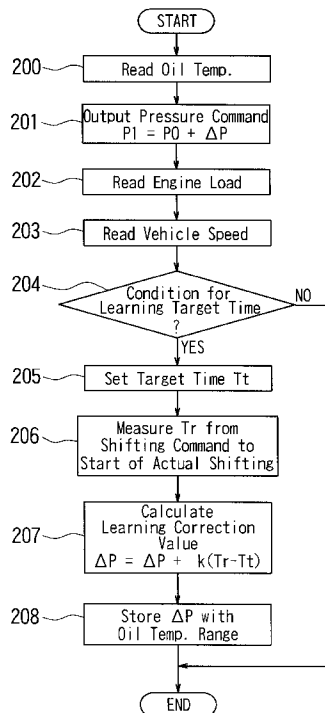 START
200
Read Oil Temp.
201
Output Pressure Command
P1 = P0 + ΔP
202
Read Engine Load
203
Read Vehicle Speed
204
Condition for
Learning Target Time
?
NO
YES
205
Set Target Time Tt
206
Measure Tr from
Shifting Command to
Start of Actual Shifting
207
Calculate
Learning Correction
Value
ΔP = ΔP + k(Tr-Tt)
208
Store ΔP with
Oil Temp. Range
END